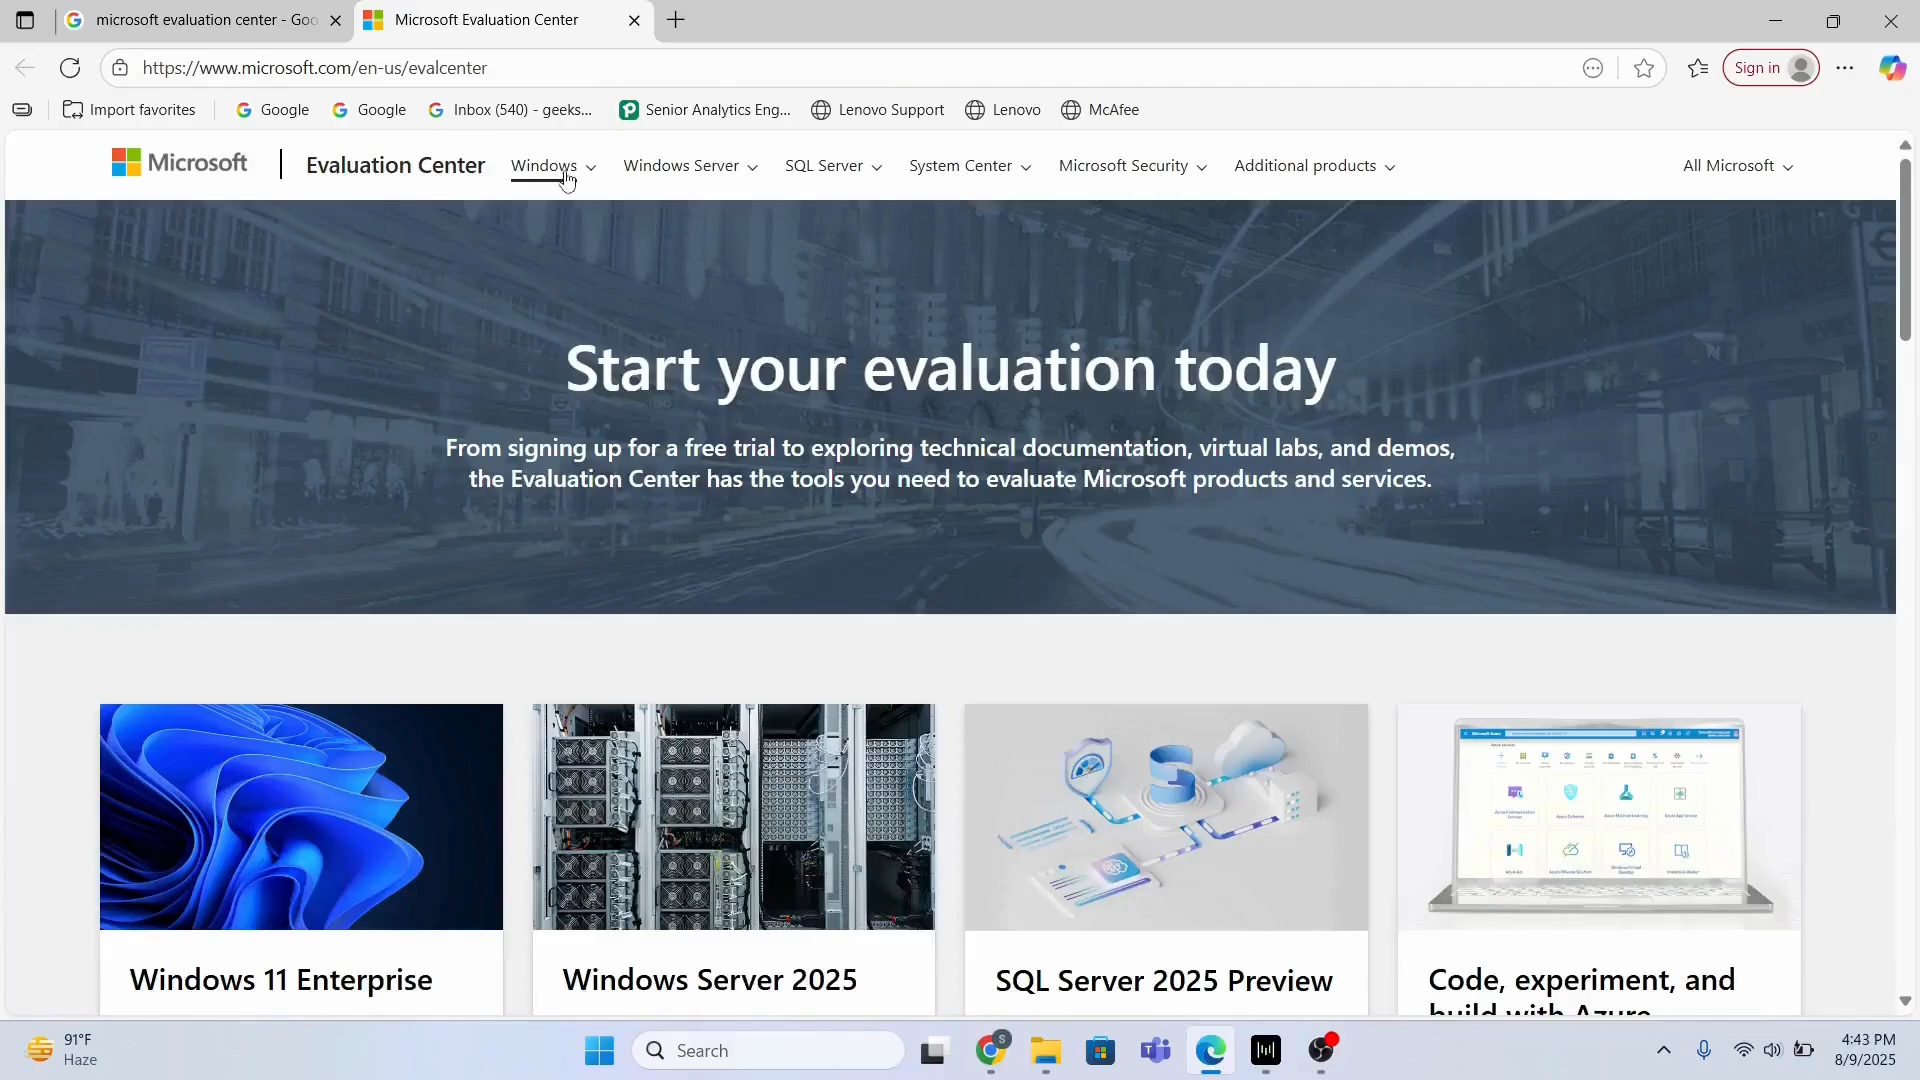 microsoft evaluation center - Goo
Microsoft Evaluation Center
https://www.microsoft.com/en-us/evalcenter
Sign in
Import favorites
Google
Google
Inbox (540) - geeks...
Senior Analytics Eng...
Lenovo Support
Lenovo
McAfee
Microsoft
Evaluation Center
Windows
Windows Server
SQL Server
System Center
Microsoft Security
Additional products
All Microsoft
Start your evaluation today
From signing up for a free trial to exploring technical documentation, virtual labs, and demos,
the Evaluation Center has the tools you need to evaluate Microsoft products and services.
Windows 11 Enterprise
Windows Server 2025
SQL Server 2025 Preview
Code, experiment, and
build with Azure
91°F
Haze
Search
S
4:43 PM
8/9/2025